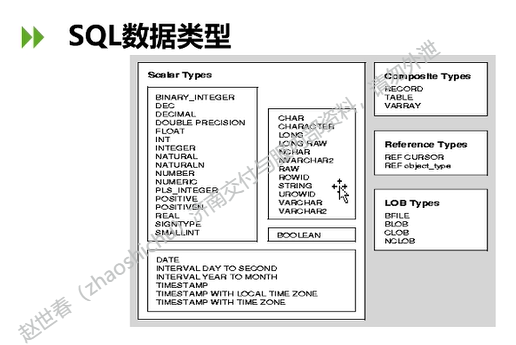 SQL数据类型
Scalar Types
BINARY_INTEGER
DEC
DECIMAL
DOUBLE PRECISION
FLOAT
INT
INTEGER
NATURAL
NATURALN
NUMBER
NUMERIC
PLS_INTEGER
POSITIVE
POSITIVEN
REAL
SIGNTYPE
SMALLINT
CHAR
CHARACTER
LONG
LONG RAW
NCHAR
NVARCHAR2
RAW
ROWID
STRING
UROWID
VARCHAR
VARCHAR2
BOOLEAN
DATE
INTERVAL DAY TO SECOND
INTERVAL YEAR TO MONTH
TIMESTAMP
TIMESTAMP WITH LOCAL TIME ZONE
TIMESTAMP WITH TIME ZONE
Composite Types
RECORD
TABLE
VARRAY
Reference Types
REF CURSOR
REF object_type
LOB Types
BFILE
BLOB
CLOB
NCLOB
赵世春（zhaoshichun 济南交付与服务 资料，请勿外泄